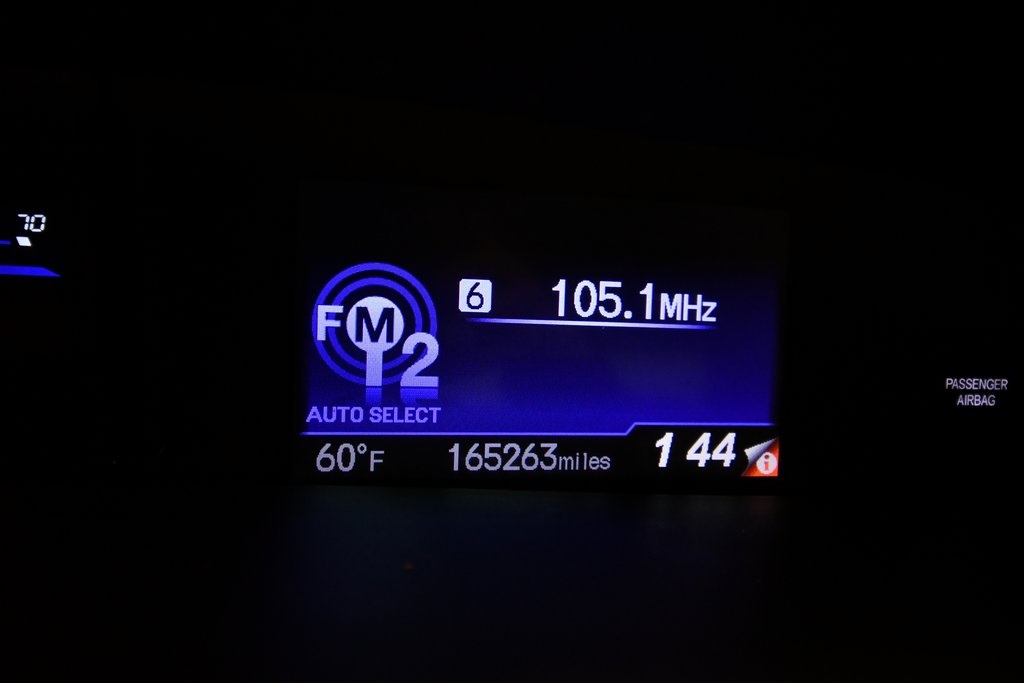 70
6 105.1MHz
FM 2
AUTO SELECT
60°F 165263miles 1 44 i
PASSENGER
AIRBAG